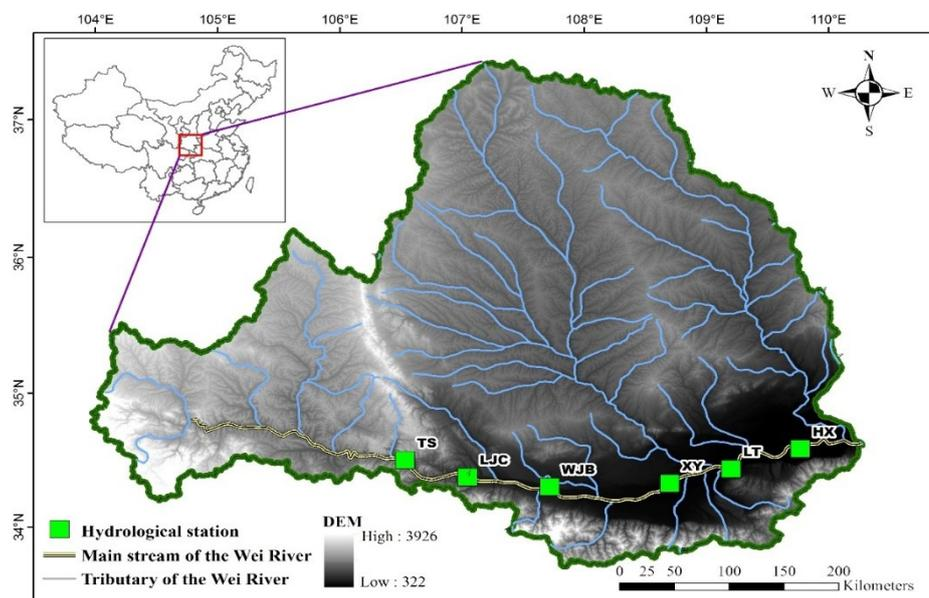 104°E 105°E 106°E 107°E 108°E 109°E 110°E
37°N
36°N
35°N
34°N
N
W E
S
TS
LJC
WJB
XY
LT
HX
Hydrological station
Main stream of the Wei River
Tributary of the Wei River
DEM
High : 3926
Low : 322
0 25 50 100 150 200
Kilometers